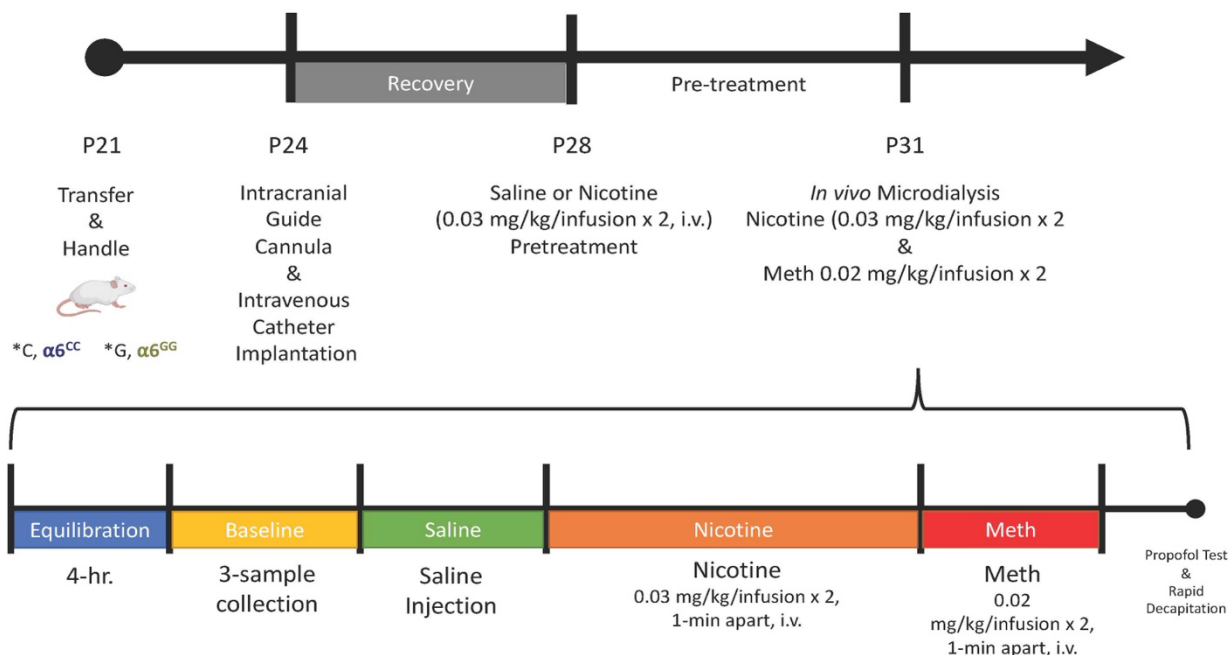 Recovery
Pre-treatment
P21
P24
P28
P31
Transfer
&
Handle
*C, α6CC
*G, α6GG
Intracranial
Guide
Cannula
&
Intravenous
Catheter
Implantation
Saline or Nicotine
(0.03 mg/kg/infusion x 2, i.v.)
Pretreatment
In vivo Microdialysis
Nicotine (0.03 mg/kg/infusion x 2
&
Meth 0.02 mg/kg/infusion x 2
Equilibration
Baseline
Saline
Nicotine
Meth
4-hr.
3-sample
collection
Saline
Injection
Nicotine
0.03 mg/kg/infusion x 2,
1-min apart, i.v.
Meth
0.02
mg/kg/infusion x 2,
1-min apart, i.v.
Propofol Test
&
Rapid
Decapitation